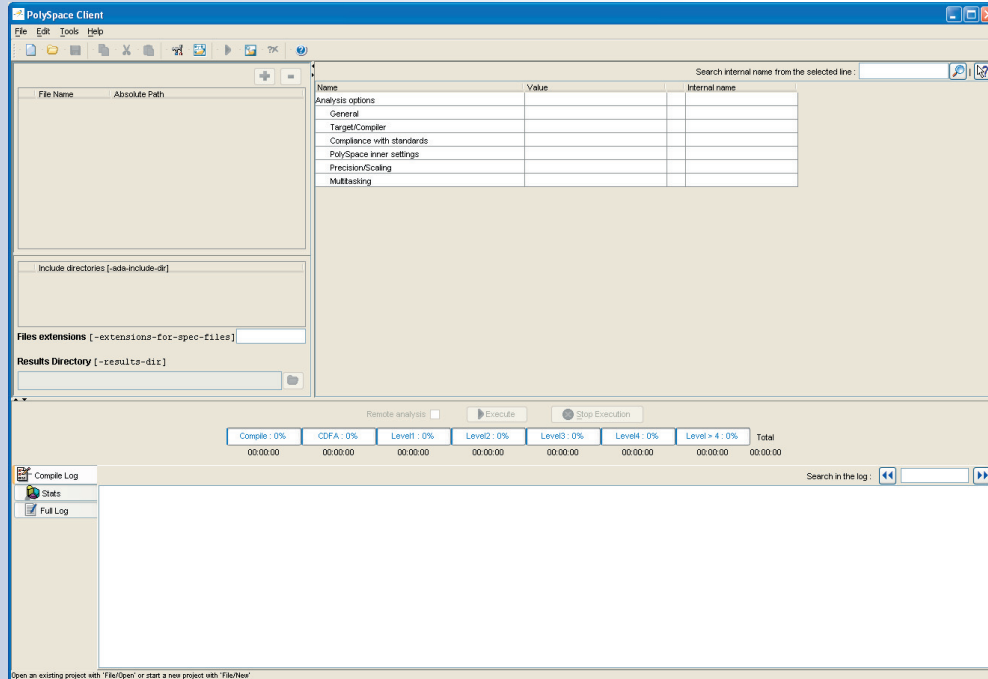 PolySpace Client
File Edit Tools Help
Search internal name from the selected line :
File Name Absolute Path
Name Value Internal name
Analysis options
General
Target/Compiler
Compliance with standards
PolySpace inner settings
Precision/Scaling
Multitasking
Include directories [-ada-include-dir]
Files extensions [-extensions-for-spec-files]
Results Directory [-results-dir]
Remote analysis Execute Stop Execution
Compile : 0% CDFA : 0% Level1 : 0% Level2 : 0% Level3 : 0% Level4 : 0% Level > 4 : 0% Total
00:00:00 00:00:00 00:00:00 00:00:00 00:00:00 00:00:00 00:00:00 00:00:00
Compile Log Search in the log :
Stats
Full Log
Open an existing project with 'File/Open' or start a new project with 'File/New'